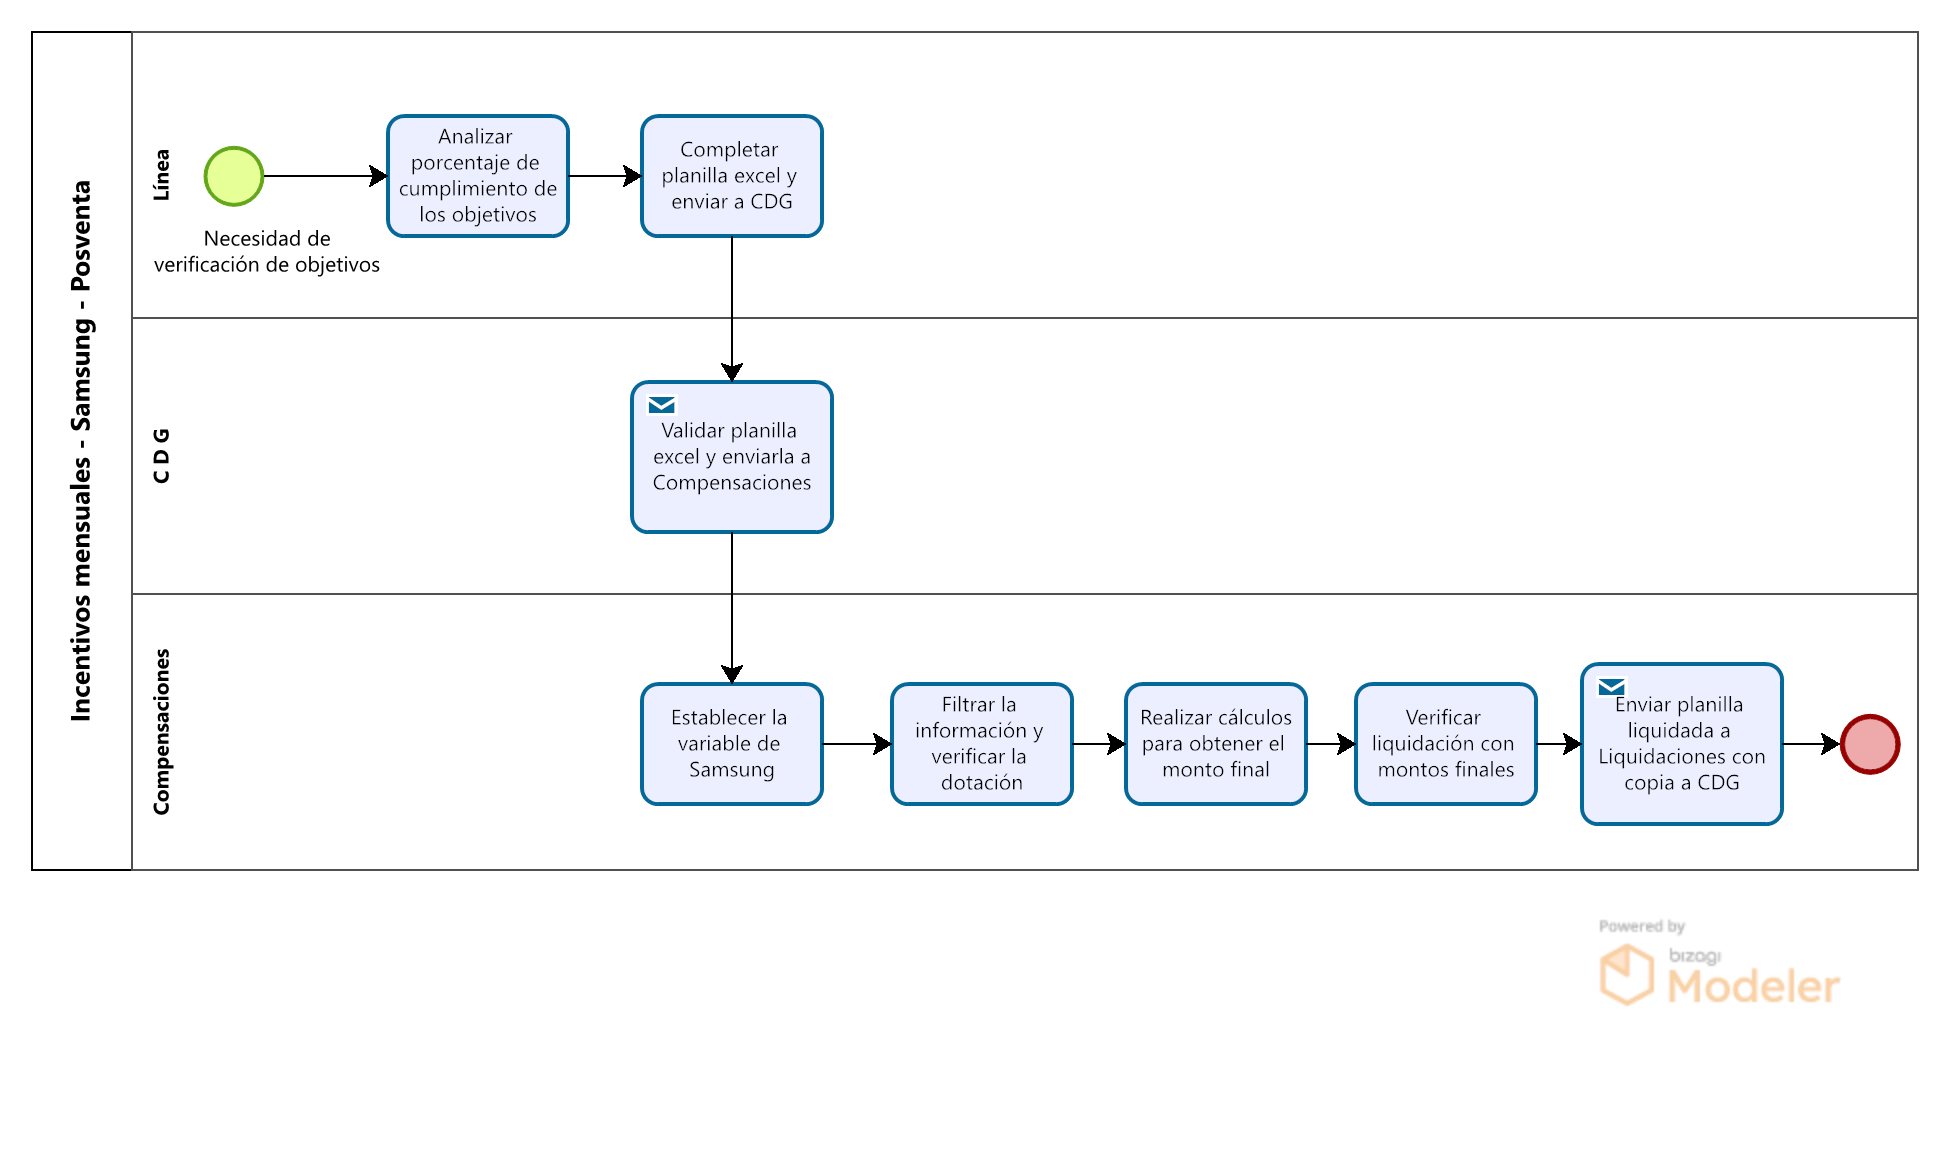 Incentivos mensuales - Samsung - Posventa
Línea
Necesidad de
verificación de objetivos
Analizar
porcentaje de
cumplimiento de
los objetivos
Completar
planilla excel y
enviar a CDG
C D G
Validar planilla
excel y enviarla a
Compensaciones
Compensaciones
Establecer la
variable de
Samsung
Filtrar la
información y
verificar la
dotación
Realizar cálculos
para obtener el
monto final
Verificar
liquidación con
montos finales
Enviar planilla
liquidada a
Liquidaciones con
copia a CDG
Powered by
bizagi
Modeler